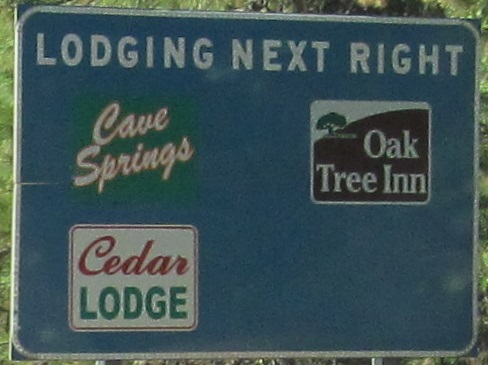 LODGING NEXT RIGHT
Cave
Springs
Oak
Tree Inn
Cedar
LODGE